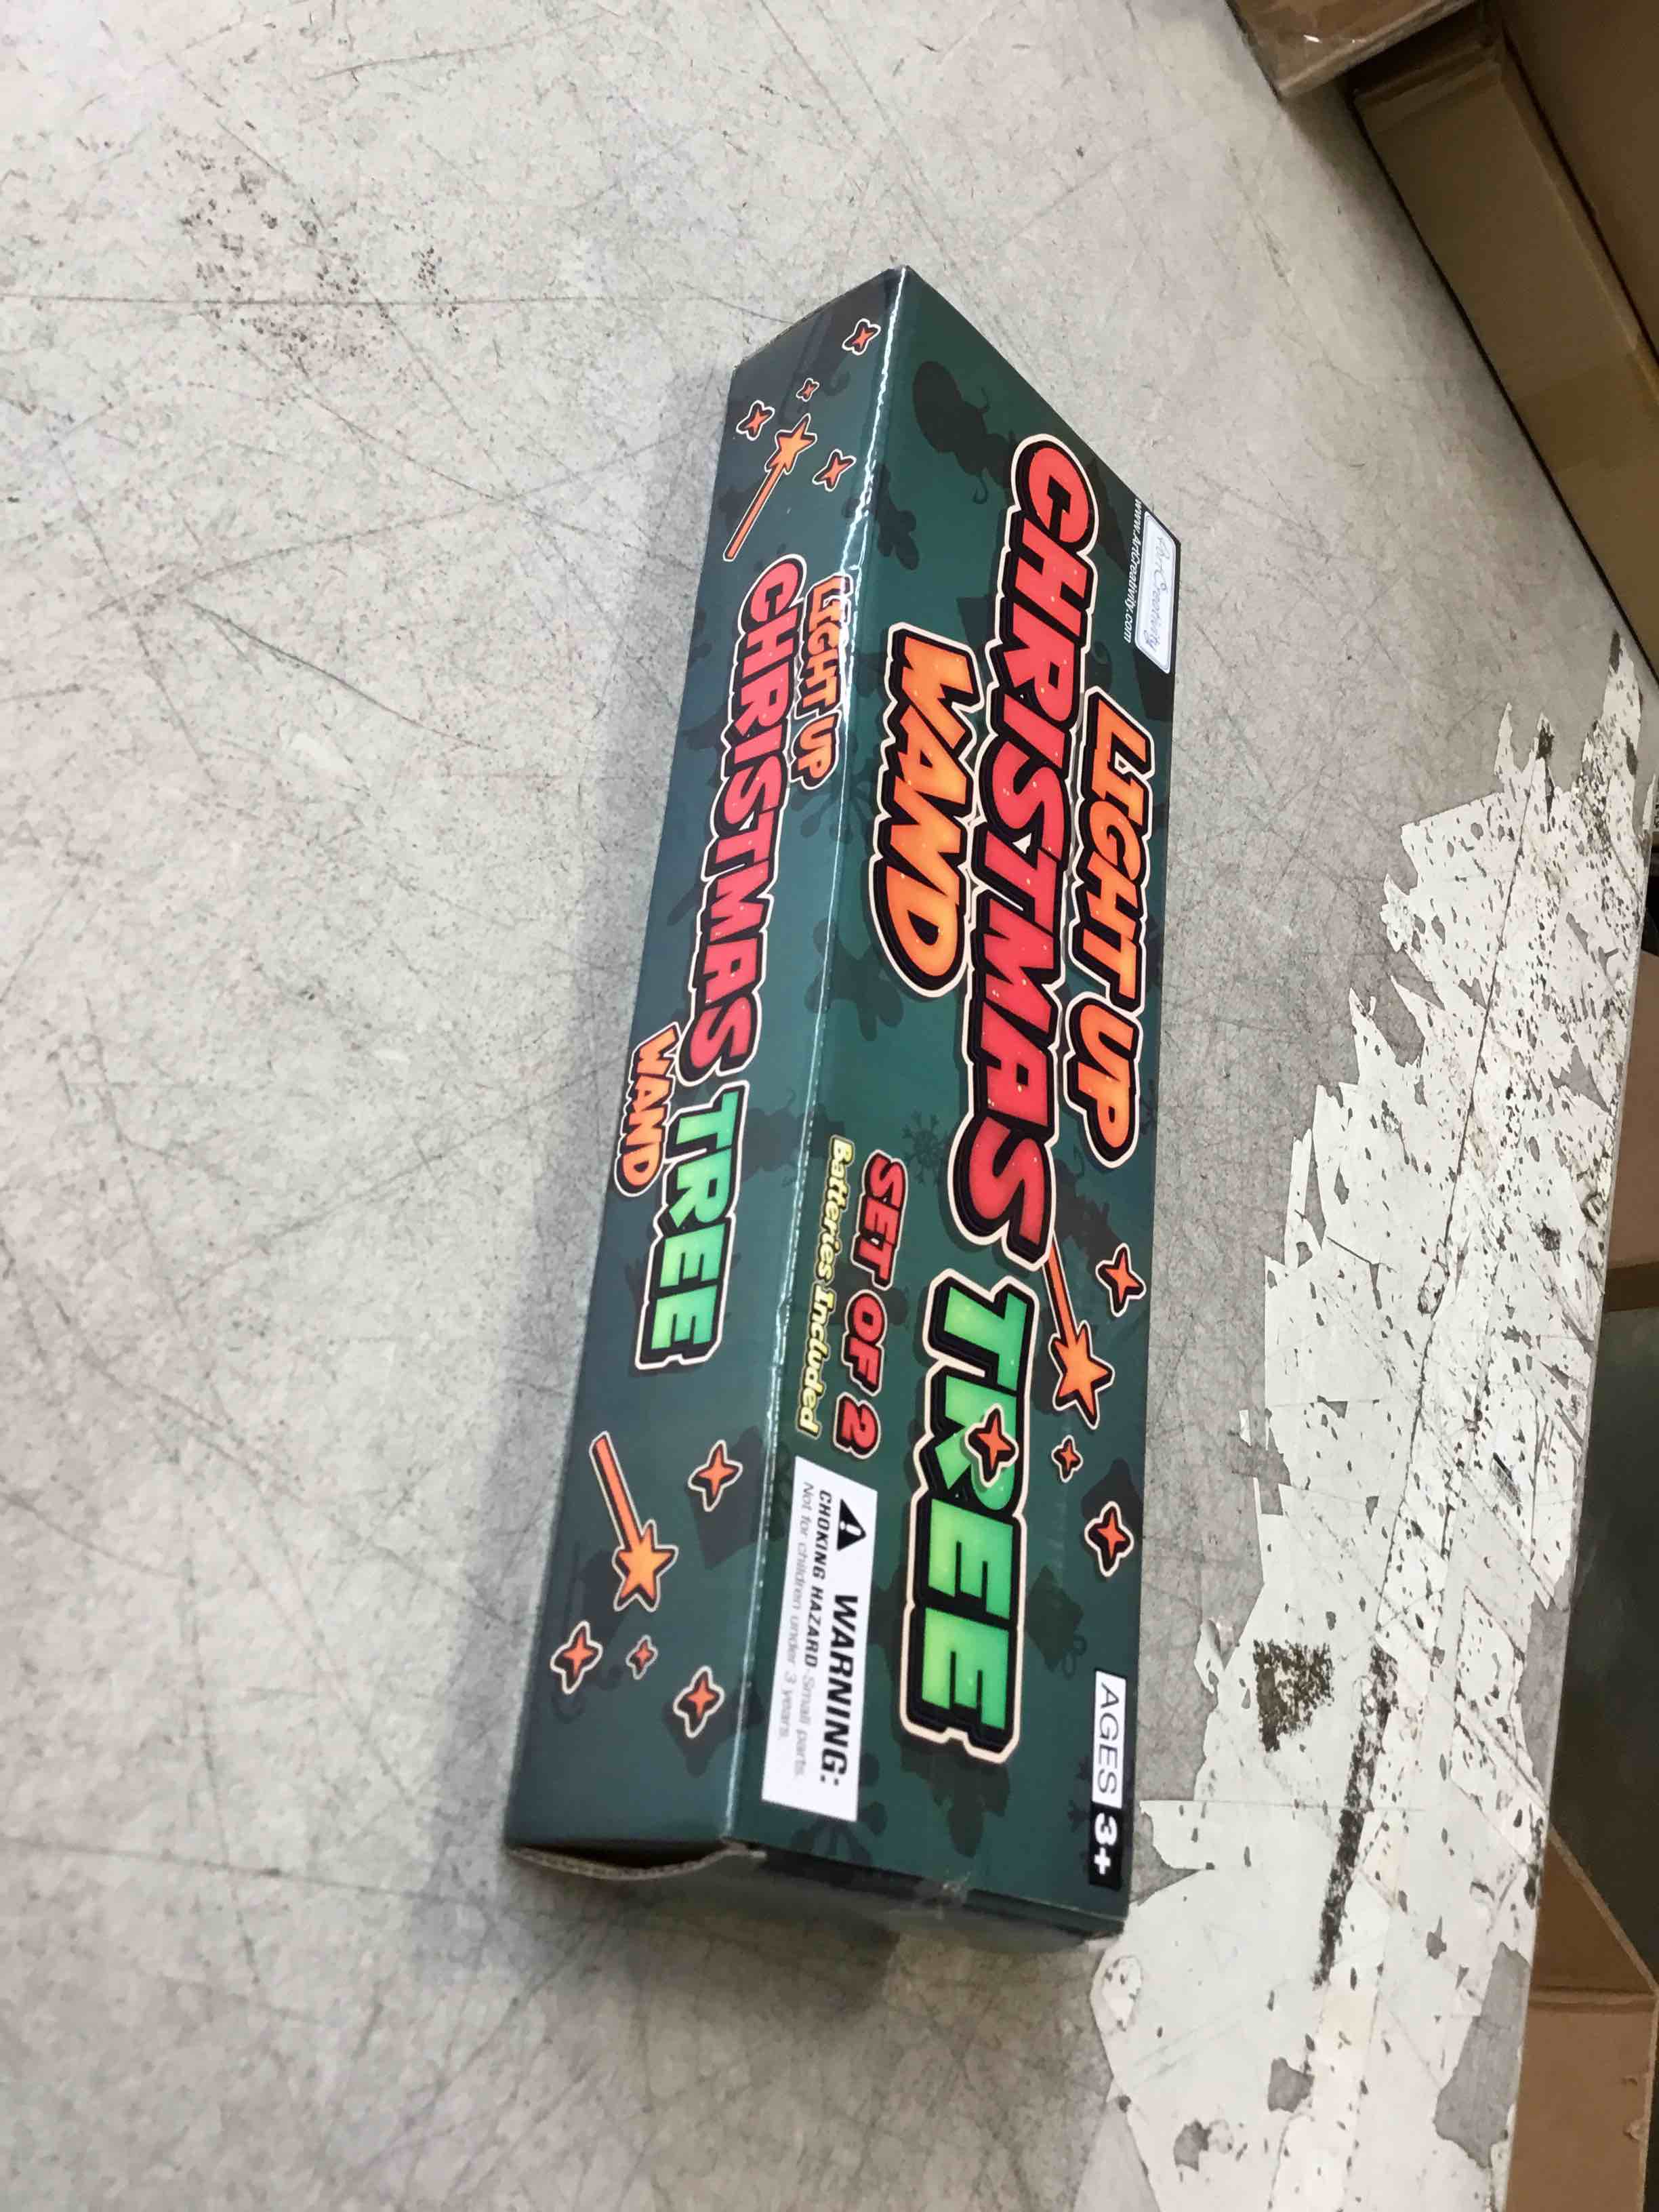 ArtCreativity
www.ArtCreativity.com
LIGHT UP
CHRISTMAS TREE
WAND
SET OF 2
Batteries Included
AGES 3+
WARNING:
CHOKING HAZARD-Small parts.
Not for children under 3 years.
LIGHT UP
CHRISTMAS TREE
WAND